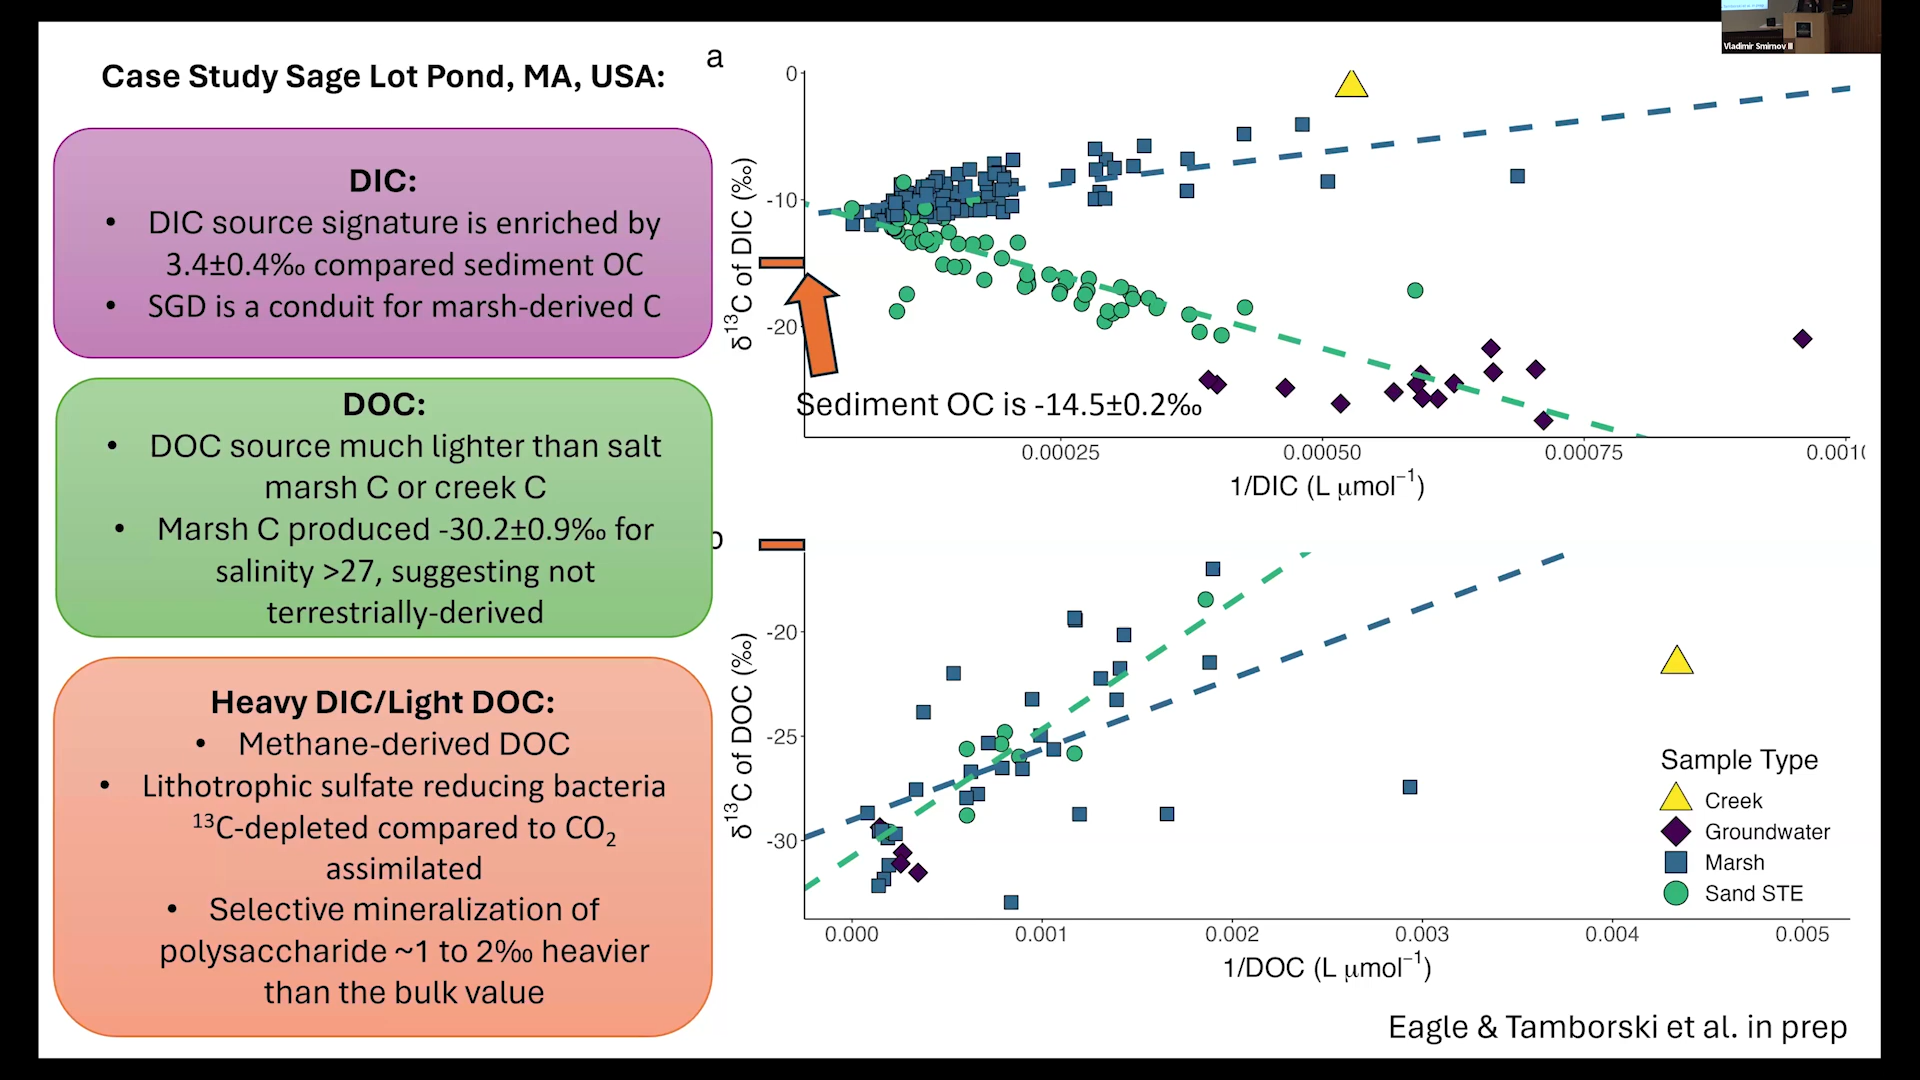 Case Study Sage Lot Pond, MA, USA:
DIC:
• DIC source signature is enriched by
3.4±0.4‰ compared sediment OC
• SGD is a conduit for marsh-derived C
DOC:
• DOC source much lighter than salt
marsh C or creek C
• Marsh C produced -30.2±0.9‰ for
salinity >27, suggesting not
terrestrially-derived
Heavy DIC/Light DOC:
• Methane-derived DOC
• Lithotrophic sulfate reducing bacteria
¹³C-depleted compared to CO₂
assimilated
• Selective mineralization of
polysaccharide ~1 to 2‰ heavier
than the bulk value
a
0
-10
-20
δ¹³C of DIC (‰)
Sediment OC is -14.5±0.2‰
0.00025 0.00050 0.00075 0.0010
1/DIC (L μmol⁻¹)
-20
-25
-30
δ¹³C of DOC (‰)
0.000 0.001 0.002 0.003 0.004 0.005
1/DOC (L μmol⁻¹)
Sample Type
Creek
Groundwater
Marsh
Sand STE
Eagle & Tamborski et al. in prep
Vladimir Smirnov II